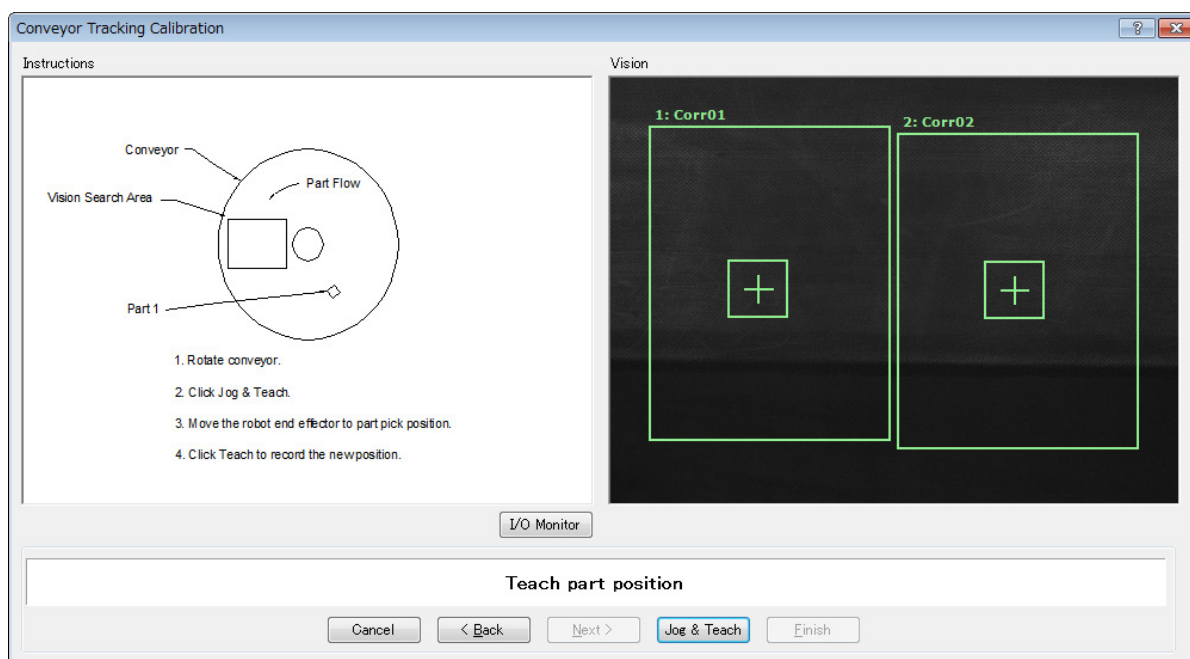 Conveyor Tracking Calibration
Instructions
Vision
Conveyor
Part Flow
Vision Search Area
Part 1
1. Rotate conveyor.
2. Click Jog & Teach.
3. Move the robot end effector to part pick position.
4. Click Teach to record the new position.
1: Corr01
2: Corr02
I/O Monitor
Teach part position
Cancel
< Back
Next >
Jog & Teach
Finish